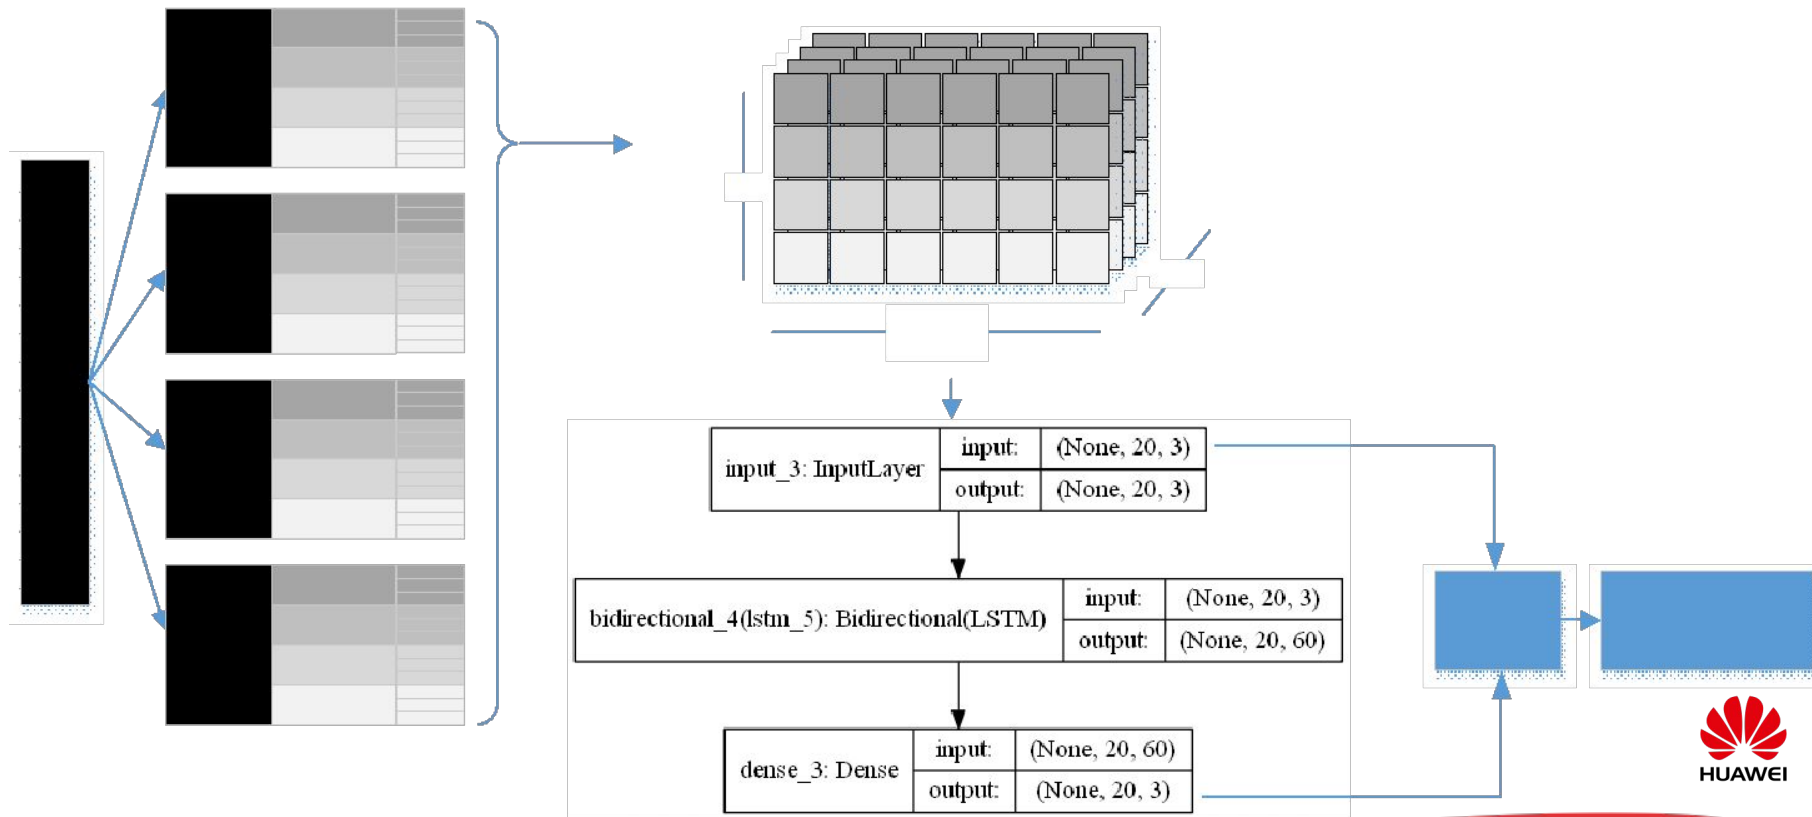 input_3: InputLayer
input: (None, 20, 3)
output: (None, 20, 3)
bidirectional_4(lstm_5): Bidirectional(LSTM)
input: (None, 20, 3)
output: (None, 20, 60)
dense_3: Dense
input: (None, 20, 60)
output: (None, 20, 3)
HUAWEI